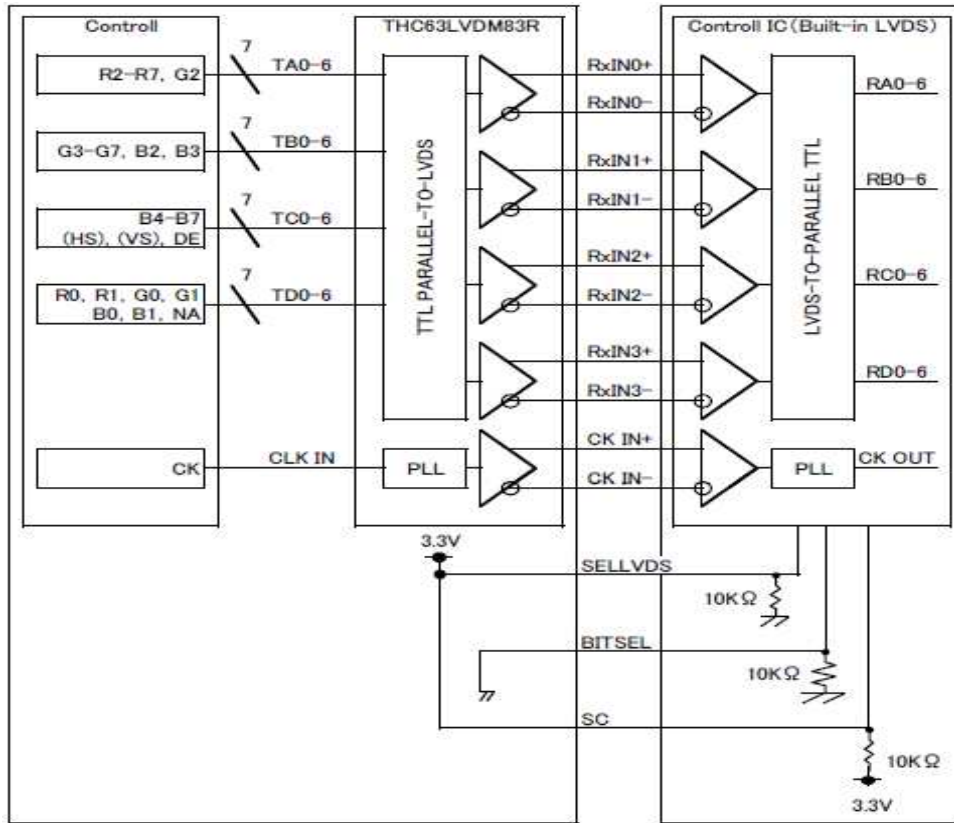 Controll
THC63LVDM83R
Controll IC(Built-in LVDS)
R2-R7, G2
7
TA0-6
G3-G7, B2, B3
7
TB0-6
B4-B7
(HS), (VS), DE
7
TC0-6
R0, R1, G0, G1
B0, B1, NA
7
TD0-6
CK
CLK IN
TTL PARALLEL-TO-LVDS
PLL
RxIN0+
RxIN0-
RxIN1+
RxIN1-
RxIN2+
RxIN2-
RxIN3+
RxIN3-
CK IN+
CK IN-
LVDS-TO-PARALLEL TTL
PLL
RA0-6
RB0-6
RC0-6
RD0-6
CK OUT
3.3V
SELLVDS
10KΩ
BITSEL
10KΩ
SC
10KΩ
3.3V